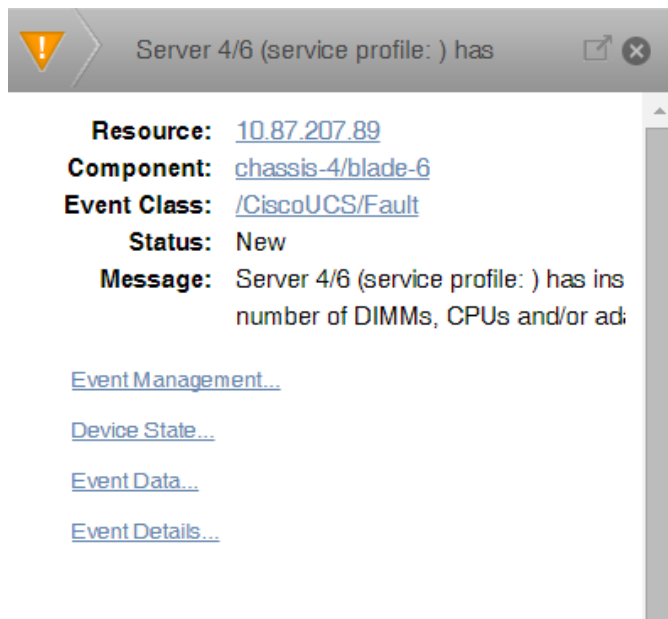 Server 4/6 (service profile: ) has
Resource: 10.87.207.89
Component: chassis-4/blade-6
Event Class: /CiscoUCS/Fault
Status: New
Message: Server 4/6 (service profile: ) has ins
number of DIMMs, CPUs and/or ada
Event Management...
Device State...
Event Data...
Event Details...